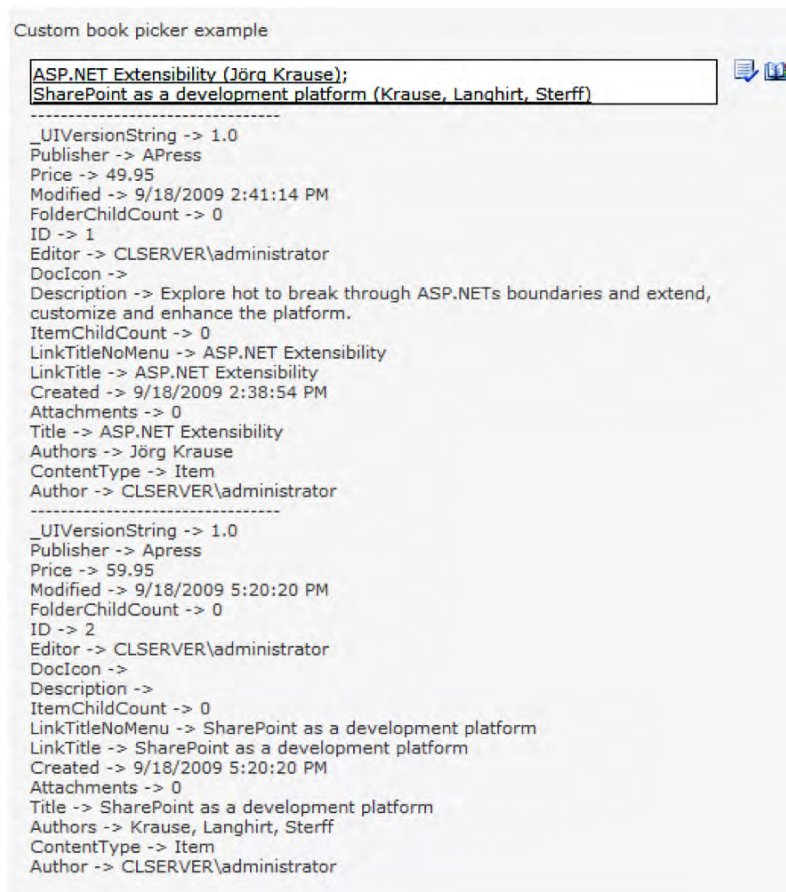 Custom book picker example
ASP.NET Extensibility (Jörg Krause);
SharePoint as a development platform (Krause, Langhirt, Sterff)
---------------------------------
_UIVersionString -> 1.0
Publisher -> APress
Price -> 49.95
Modified -> 9/18/2009 2:41:14 PM
FolderChildCount -> 0
ID -> 1
Editor -> CLSERVER\administrator
DocIcon ->
Description -> Explore hot to break through ASP.NETs boundaries and extend,
customize and enhance the platform.
ItemChildCount -> 0
LinkTitleNoMenu -> ASP.NET Extensibility
LinkTitle -> ASP.NET Extensibility
Created -> 9/18/2009 2:38:54 PM
Attachments -> 0
Title -> ASP.NET Extensibility
Authors -> Jörg Krause
ContentType -> Item
Author -> CLSERVER\administrator
---------------------------------
_UIVersionString -> 1.0
Publisher -> Apress
Price -> 59.95
Modified -> 9/18/2009 5:20:20 PM
FolderChildCount -> 0
ID -> 2
Editor -> CLSERVER\administrator
DocIcon ->
Description ->
ItemChildCount -> 0
LinkTitleNoMenu -> SharePoint as a development platform
LinkTitle -> SharePoint as a development platform
Created -> 9/18/2009 5:20:20 PM
Attachments -> 0
Title -> SharePoint as a development platform
Authors -> Krause, Langhirt, Sterff
ContentType -> Item
Author -> CLSERVER\administrator